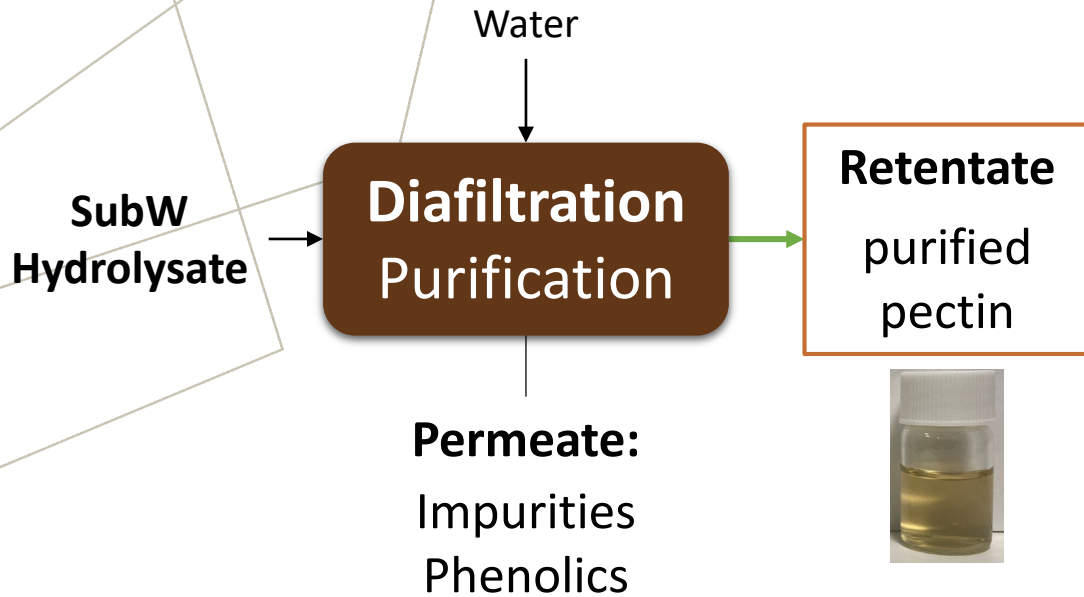 Water
SubW
Hydrolysate
Diafiltration
Purification
Retentate
purified
pectin
Permeate:
Impurities
Phenolics